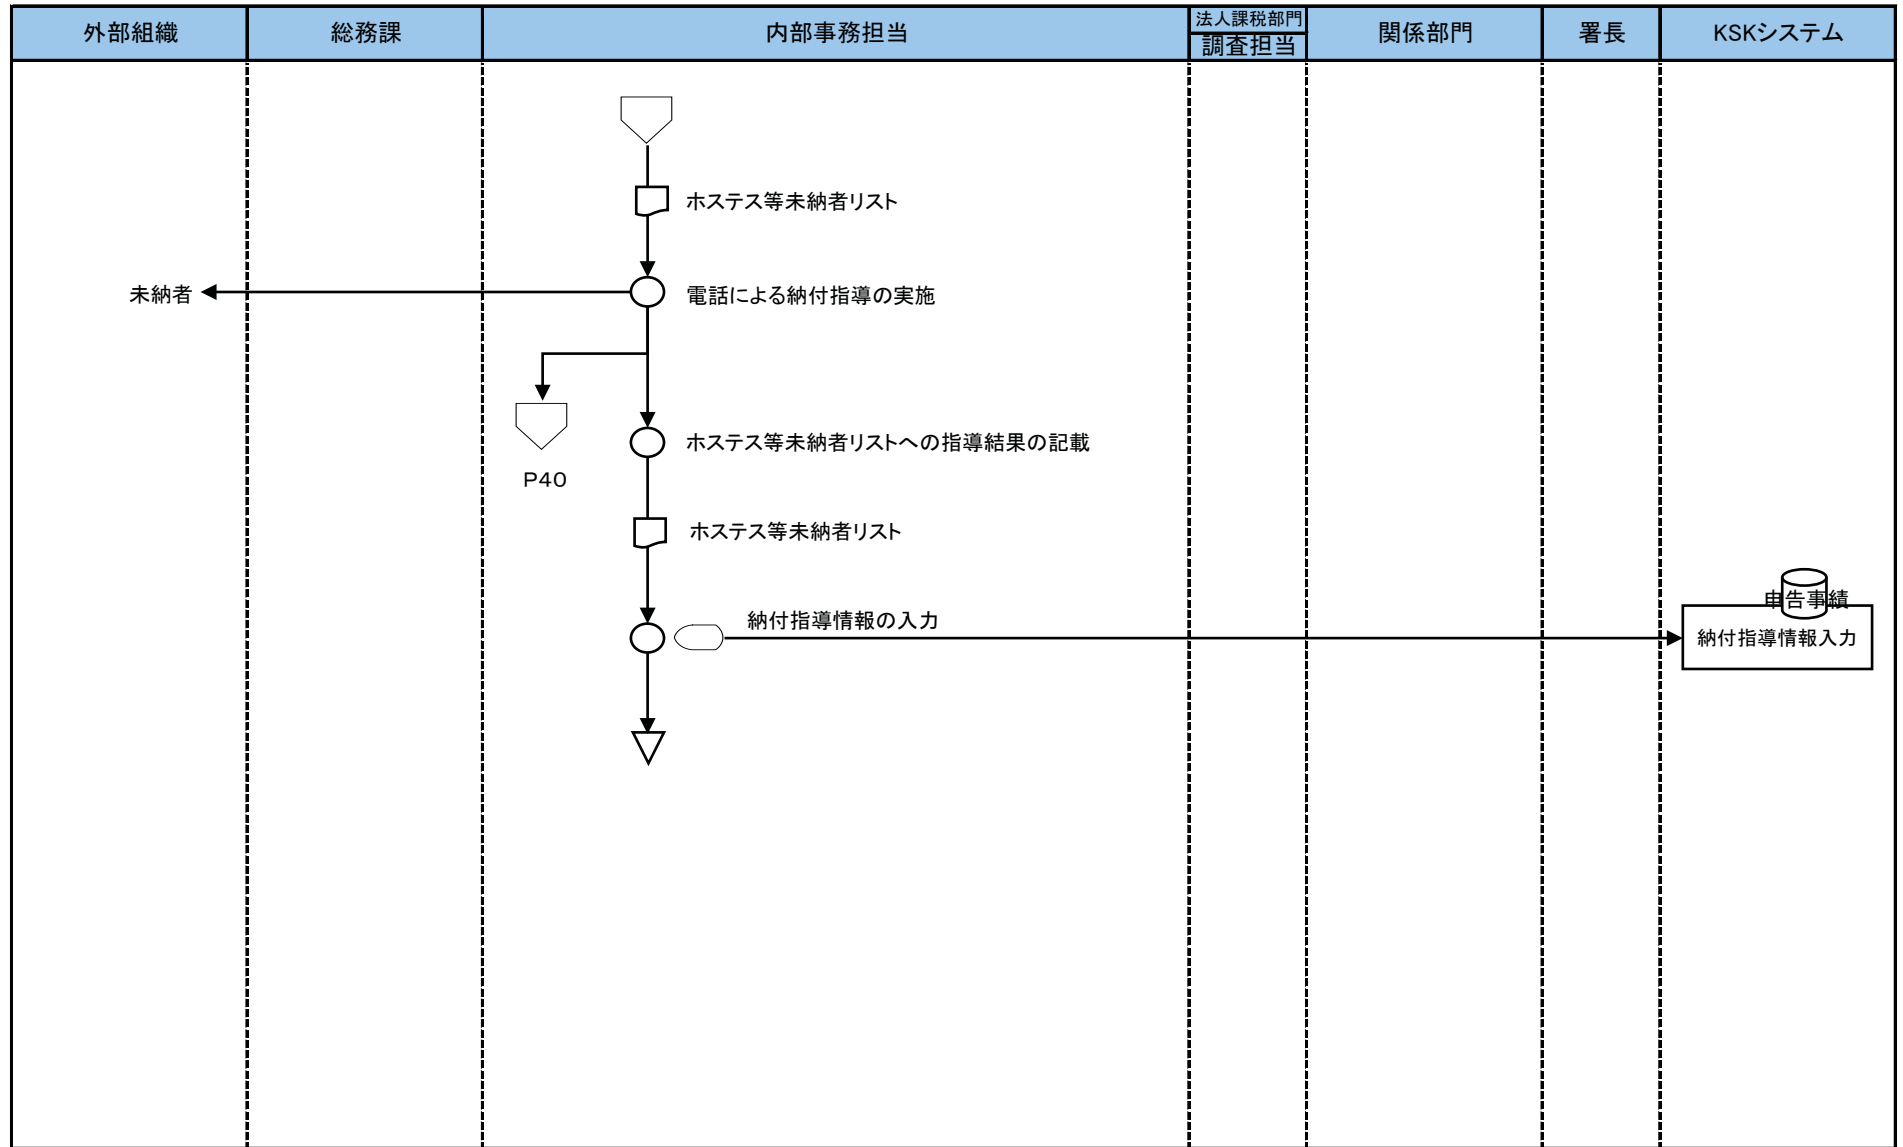 外部組織
総務課
内部事務担当
法人課税部門
調査担当
関係部門
署長
KSKシステム
ホステス等未納者リスト
未納者
電話による納付指導の実施
ホステス等未納者リストへの指導結果の記載
P40
ホステス等未納者リスト
申告事績
納付指導情報の入力
納付指導情報入力